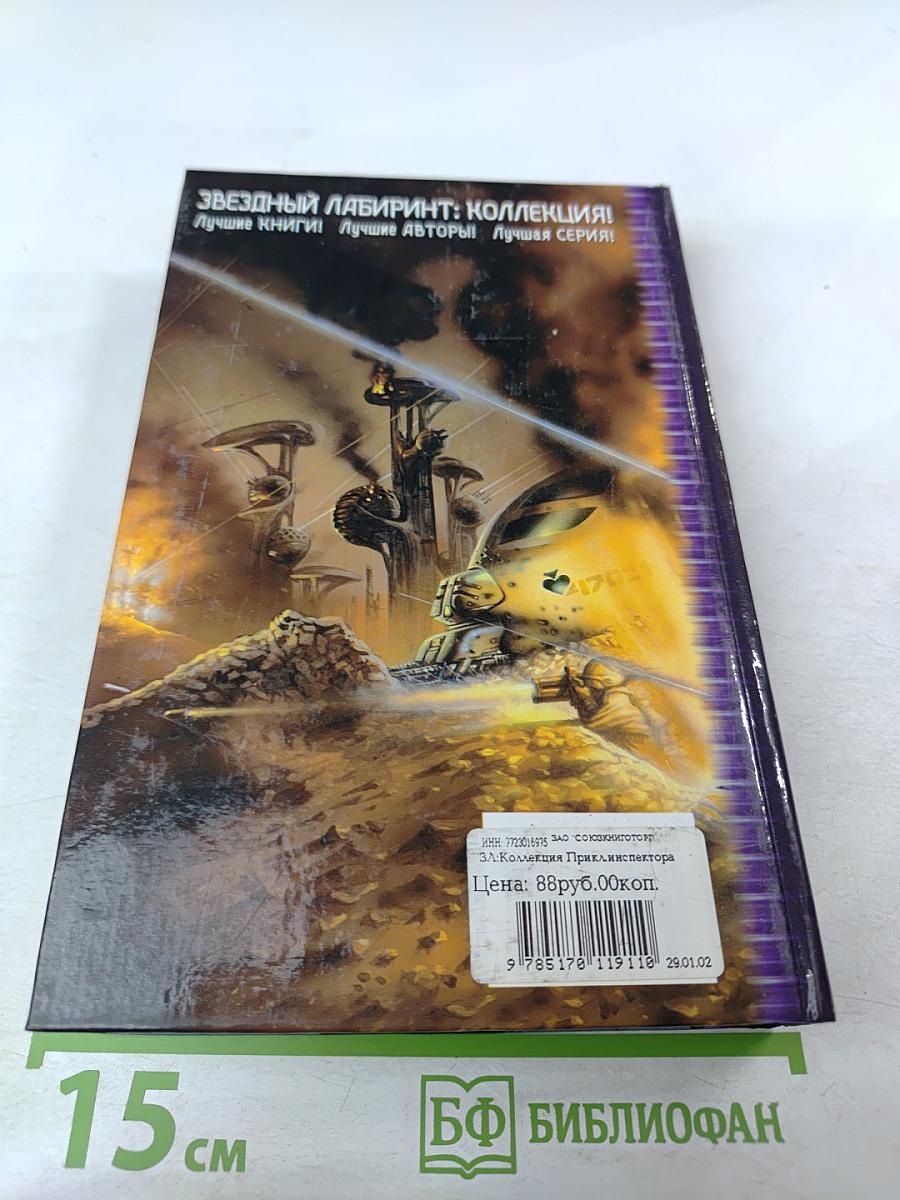 ЗВЕЗДНЫЙ ЛАБИРИНТ: КОЛЛЕКЦИЯ!
Лучшие КНИГИ! Лучшие АВТОРЫ! Лучшая СЕРИЯ!
ИНН: 7723016975 ЗАО "СОЮЗКНИГОТОРГ"
ЗЛ:Коллекция Прикл.инспектора
Цена: 88руб.00коп.
9 785170 119110
29.01.02
15 см
БФ БИБЛИОФАН